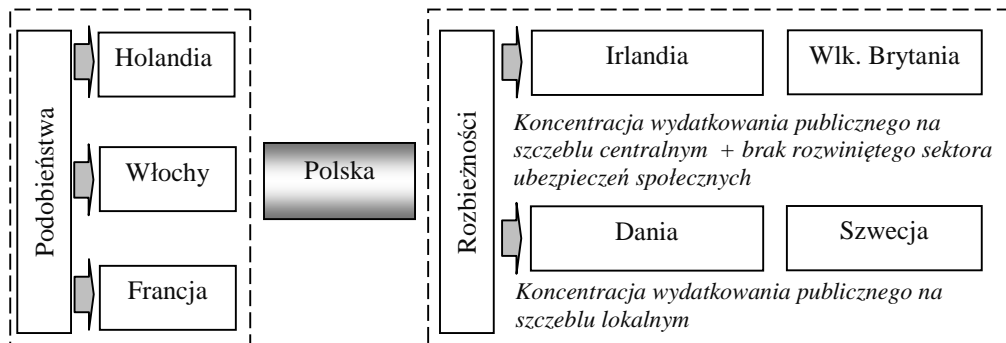 Podobieństwa
Holandia
Włochy
Francja
Polska
Rozbieżności
Irlandia
Wlk. Brytania
Koncentracja wydatkowania publicznego na
szczeblu centralnym + brak rozwiniętego sektora
ubezpieczeń społecznych
Dania
Szwecja
Koncentracja wydatkowania publicznego na
szczeblu lokalnym